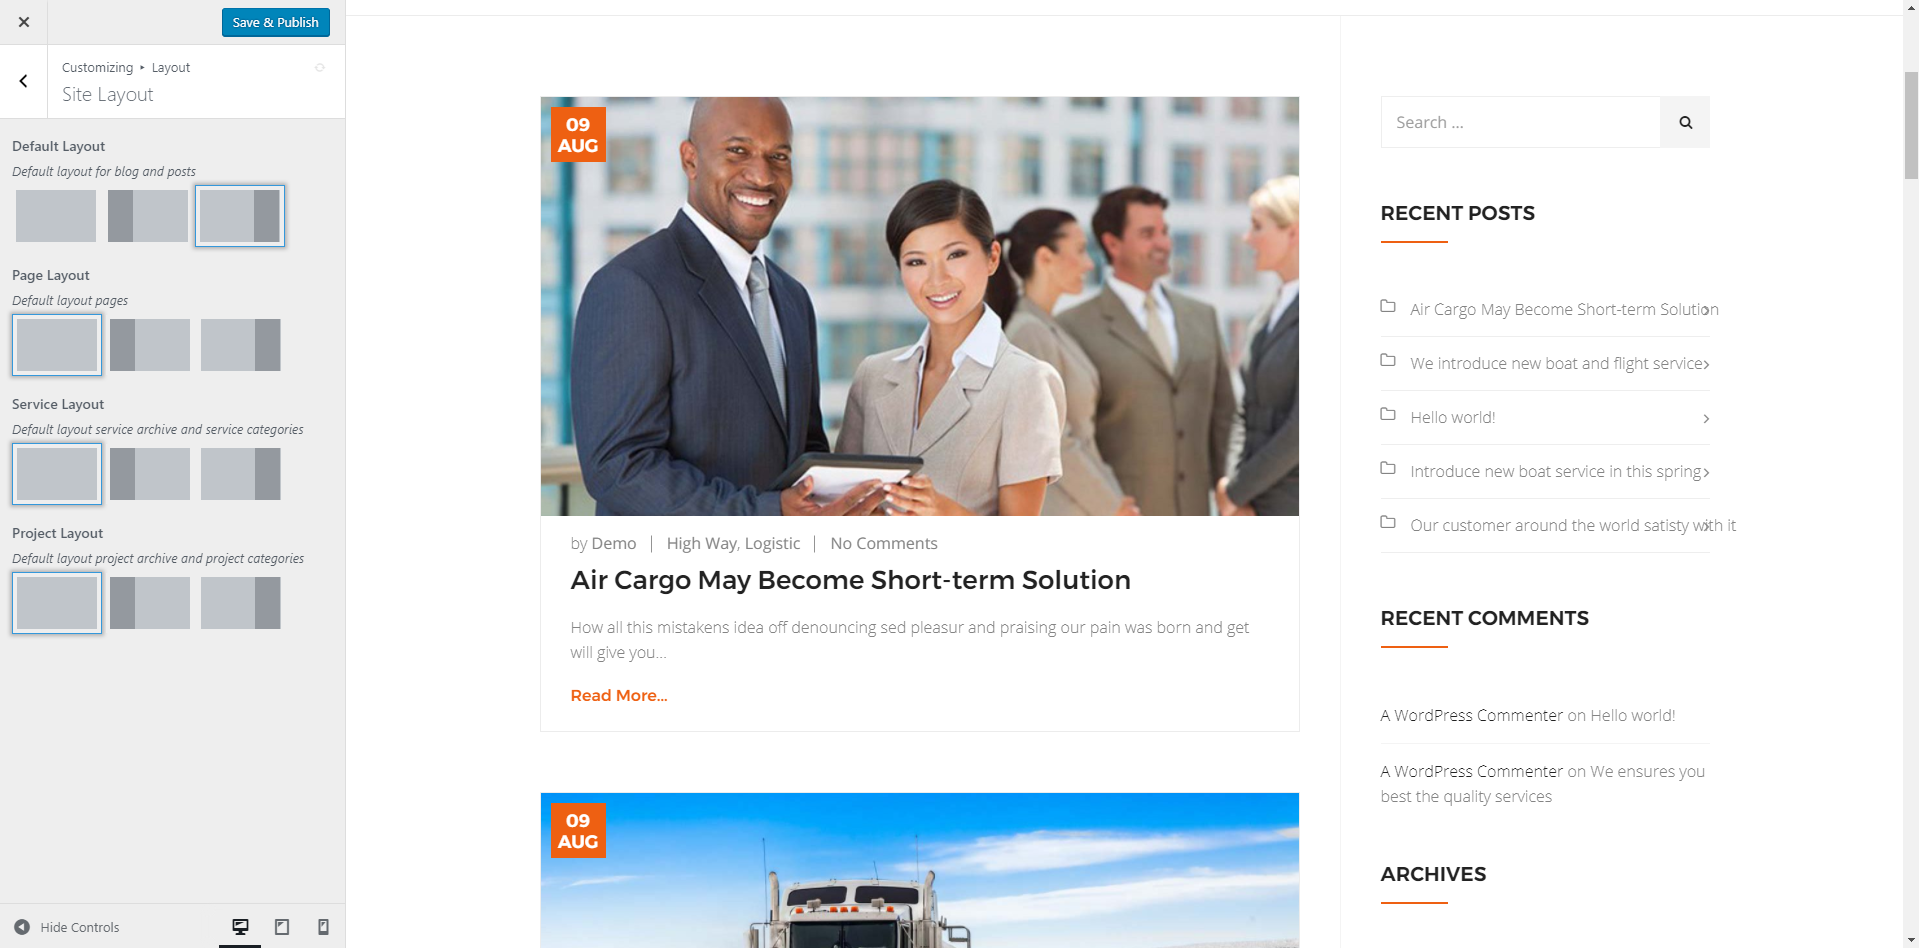 Save & Publish
Customizing ▸ Layout
Site Layout
Default Layout
Default layout for blog and posts
Page Layout
Default layout pages
Service Layout
Default layout service archive and service categories
Project Layout
Default layout project archive and project categories
Hide Controls
09
AUG
by Demo | High Way, Logistic | No Comments
Air Cargo May Become Short-term Solution
How all this mistakens idea off denouncing sed pleasur and praising our pain was born and get
will give you...
Read More...
09
AUG
Search ...
RECENT POSTS
Air Cargo May Become Short-term Solution
We introduce new boat and flight service
Hello world!
Introduce new boat service in this spring
Our customer around the world satisty with it
RECENT COMMENTS
A WordPress Commenter on Hello world!
A WordPress Commenter on We ensures you
best the quality services
ARCHIVES